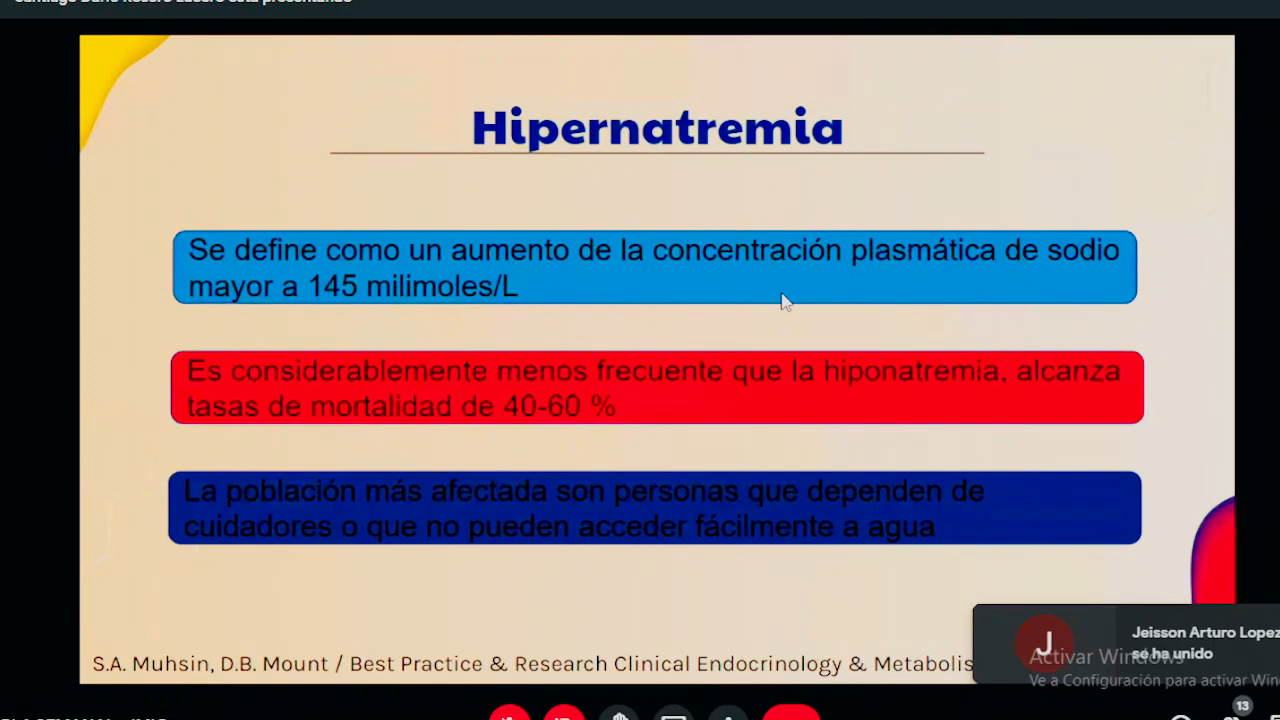 Hipernatremia
Se define como un aumento de la concentración plasmática de sodio
mayor a 145 milimoles/L
Es considerablemente menos frecuente que la hiponatremia, alcanza
tasas de mortalidad de 40-60 %
La población más afectada son personas que dependen de
cuidadores o que no pueden acceder fácilmente a agua
S.A. Muhsin, D.B. Mount / Best Practice & Research Clinical Endocrinology & Metabolis
J
Jeisson Arturo Lopez
se ha unido
Activar Windows
Ve a Configuración para activar Win
13